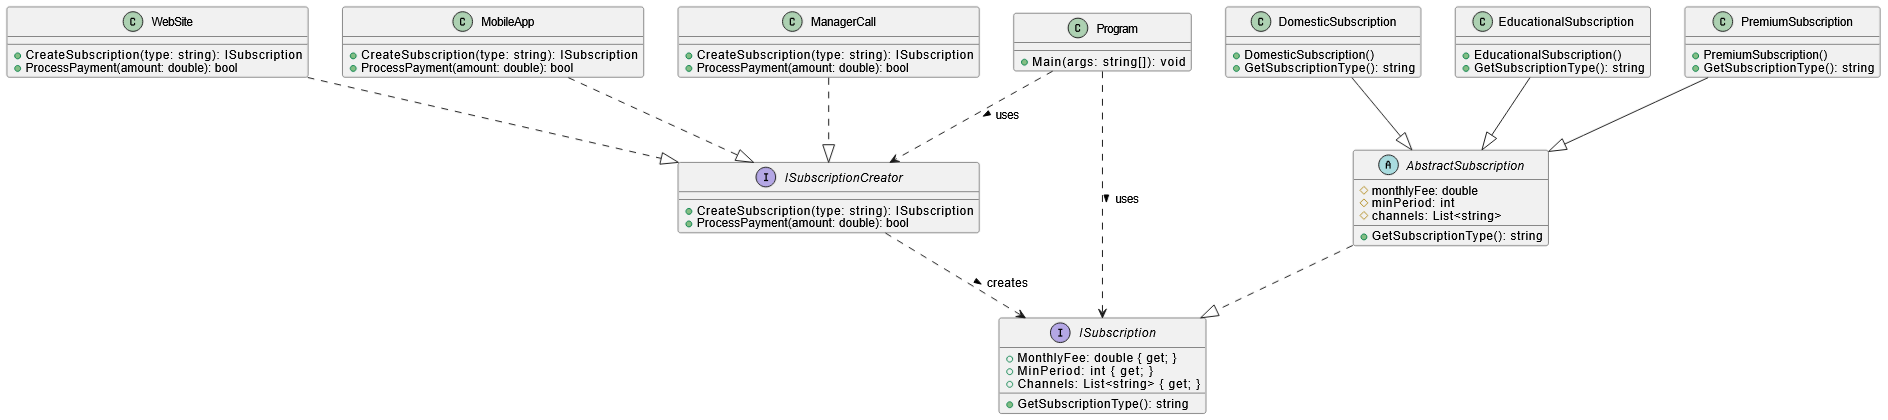 C WebSite
CreateSubscription(type: string): ISubscription
ProcessPayment(amount: double): bool
C MobileApp
CreateSubscription(type: string): ISubscription
ProcessPayment(amount: double): bool
C ManagerCall
CreateSubscription(type: string): ISubscription
ProcessPayment(amount: double): bool
C Program
Main(args: string[]): void
C DomesticSubscription
DomesticSubscription()
GetSubscriptionType(): string
C EducationalSubscription
EducationalSubscription()
GetSubscriptionType(): string
C PremiumSubscription
PremiumSubscription()
GetSubscriptionType(): string
uses
I ISubscriptionCreator
CreateSubscription(type: string): ISubscription
ProcessPayment(amount: double): bool
uses
A AbstractSubscription
monthlyFee: double
minPeriod: int
channels: List<string>
GetSubscriptionType(): string
creates
I ISubscription
MonthlyFee: double { get; }
MinPeriod: int { get; }
Channels: List<string> { get; }
GetSubscriptionType(): string